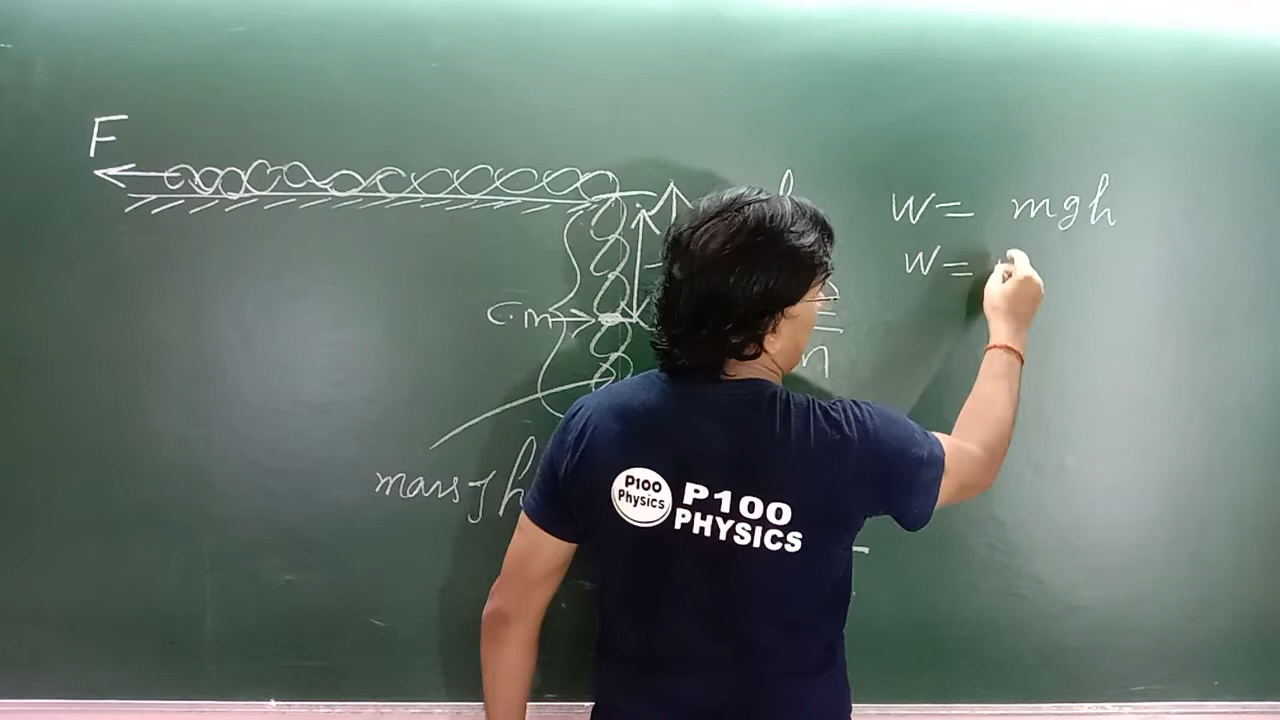 F
W = mgh
W =
C.m
n
mass of h
P100
Physics
P100
PHYSICS